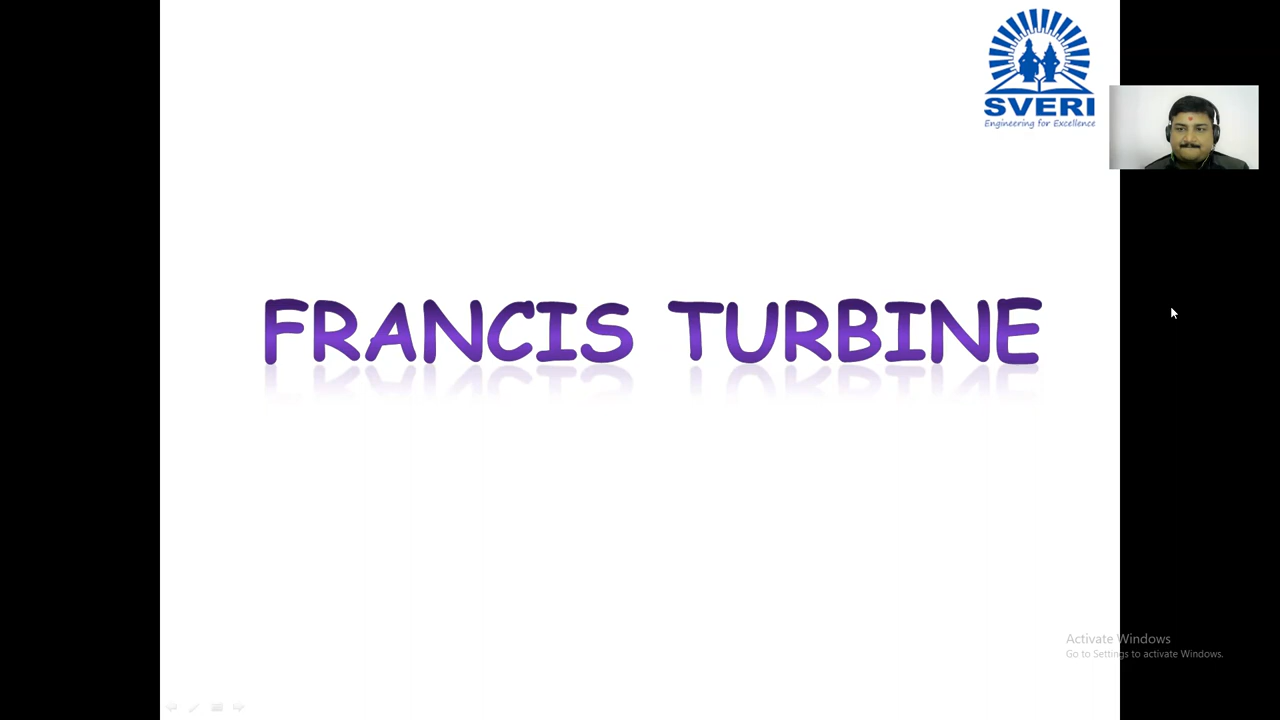 SVERI
Engineering for Excellence
FRANCIS TURBINE
Activate Windows
Go to Settings to activate Windows.